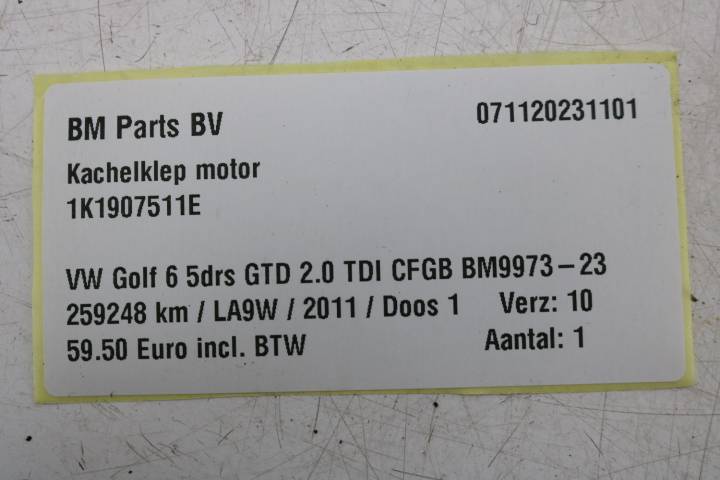 BM Parts BV 071120231101
Kachelklep motor
1K1907511E
VW Golf 6 5drs GTD 2.0 TDI CFGB BM9973-23
259248 km / LA9W / 2011 / Doos 1 Verz: 10
59.50 Euro incl. BTW Aantal: 1